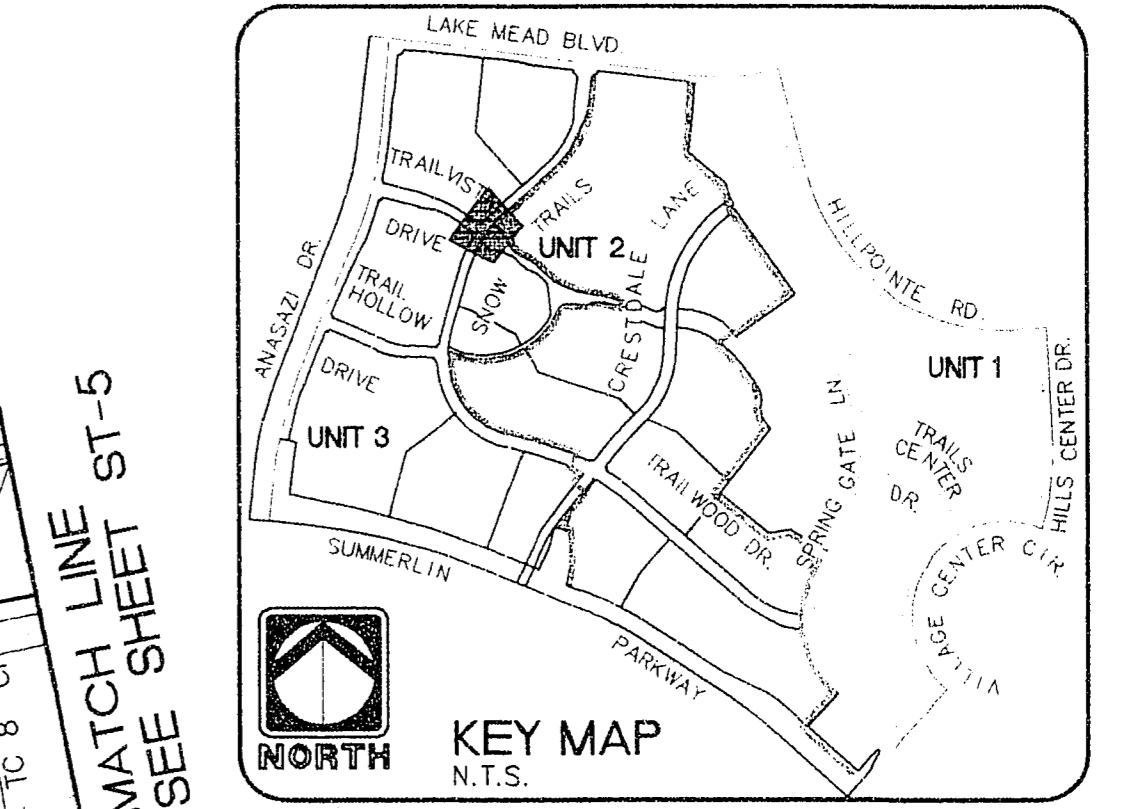 LAKE MEAD BLVD.
TRAIL VIST
DRIVE
TRAILS
LANE
UNIT 2
HILLPOINTE RD.
ANASAZI DR.
TRAIL
HOLLOW
DRIVE
SNOW
CRESTDALE
UNIT 1
UNIT 3
SPRING GATE LN
TRAILS
CENTER
DR.
HILLS CENTER DR.
TRAILWOOD DR.
VILLAGE CENTER CIR.
SUMMERLIN
PARKWAY
NORTH
KEY MAP
N.T.S.
MATCH LINE
SEE SHEET ST-5
TC 8